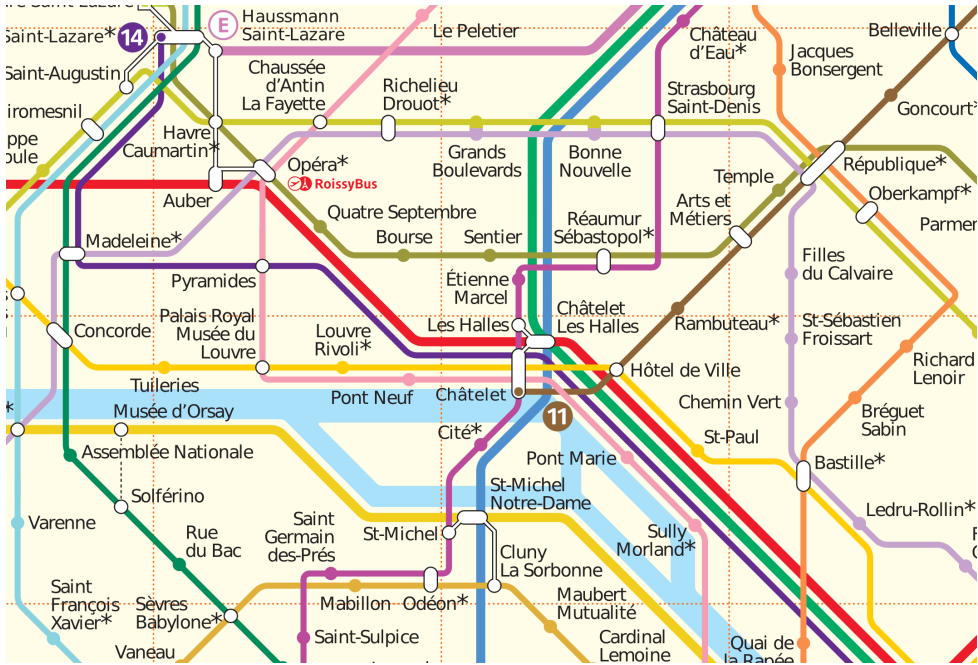 14
E
Haussmann
Saint-Lazare
Le Peletier
Château
d'Eau*
Belleville
Saint-Lazare*
Jacques
Bonsergent
Saint-Augustin
Chaussée
d'Antin
La Fayette
Richelieu
Drouot*
Strasbourg
Saint-Denis
Goncourt*
iromesnil
Havre
Caumartin*
Grands
Boulevards
Bonne
Nouvelle
ppe
oule
Opéra*
RoissyBus
République*
Temple
Auber
Oberkampf*
Quatre Septembre
Arts et
Métiers
Parmen
Réaumur
Sébastopol*
Bourse
Sentier
Madeleine*
Filles
du Calvaire
Pyramides
Étienne
Marcel
Palais Royal
Musée du
Louvre
Louvre
Rivoli*
Les Halles
Châtelet
Les Halles
Rambuteau*
St-Sébastien
Froissart
Concorde
Richard
Lenoir
Tuileries
Pont Neuf
Châtelet
Hôtel de Ville
Chemin Vert
*
Musée d'Orsay
11
Bréguet
Sabin
Cité*
St-Paul
Assemblée Nationale
Pont Marie
Bastille*
Solférino
St-Michel
Notre-Dame
Varenne
Saint
Germain
des-Prés
St-Michel
Ledru-Rollin*
Rue
du Bac
Sully
Morland*
Cluny
La Sorbonne
Saint
François
Xavier*
Sèvres
Babylone*
Mabillon
Odéon*
Maubert
Mutualité
Saint-Sulpice
Vaneau
Cardinal
Lemoine
Quai de
la Rapée